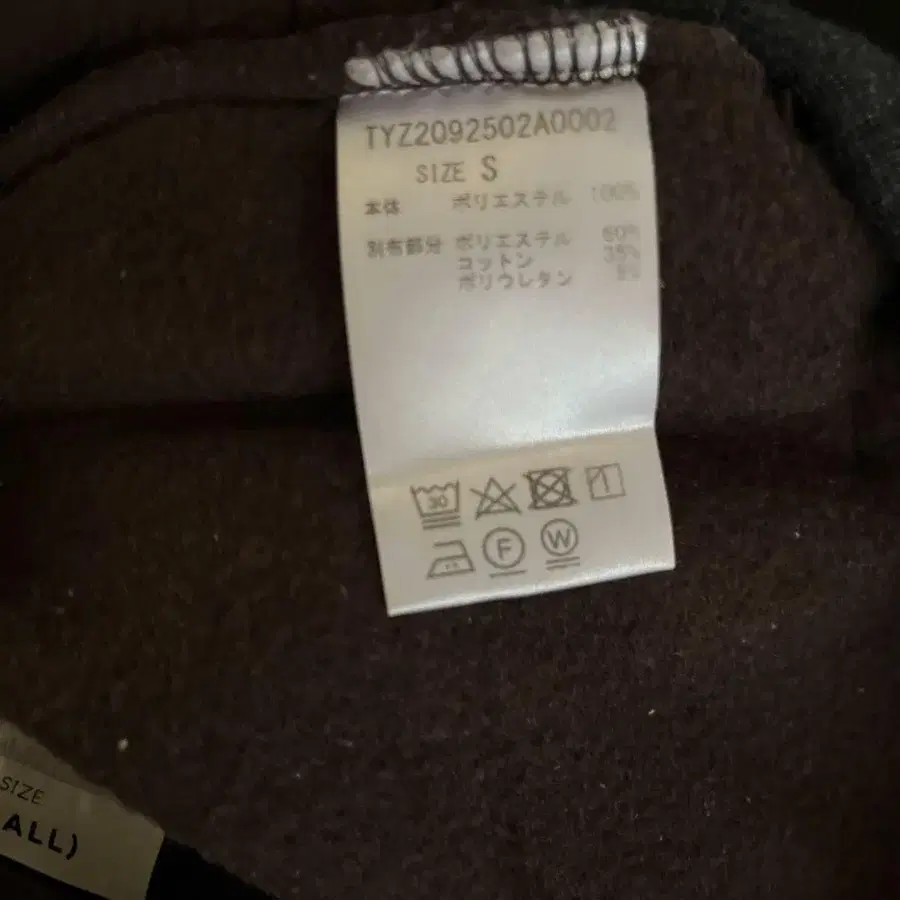 TYZ2092502A0002
SIZE S
本体 ポリエステル 100%
別布部分 ポリエステル 60%
コットン 35%
ポリウレタン 5%
30
F
W
SIZE
ALL)